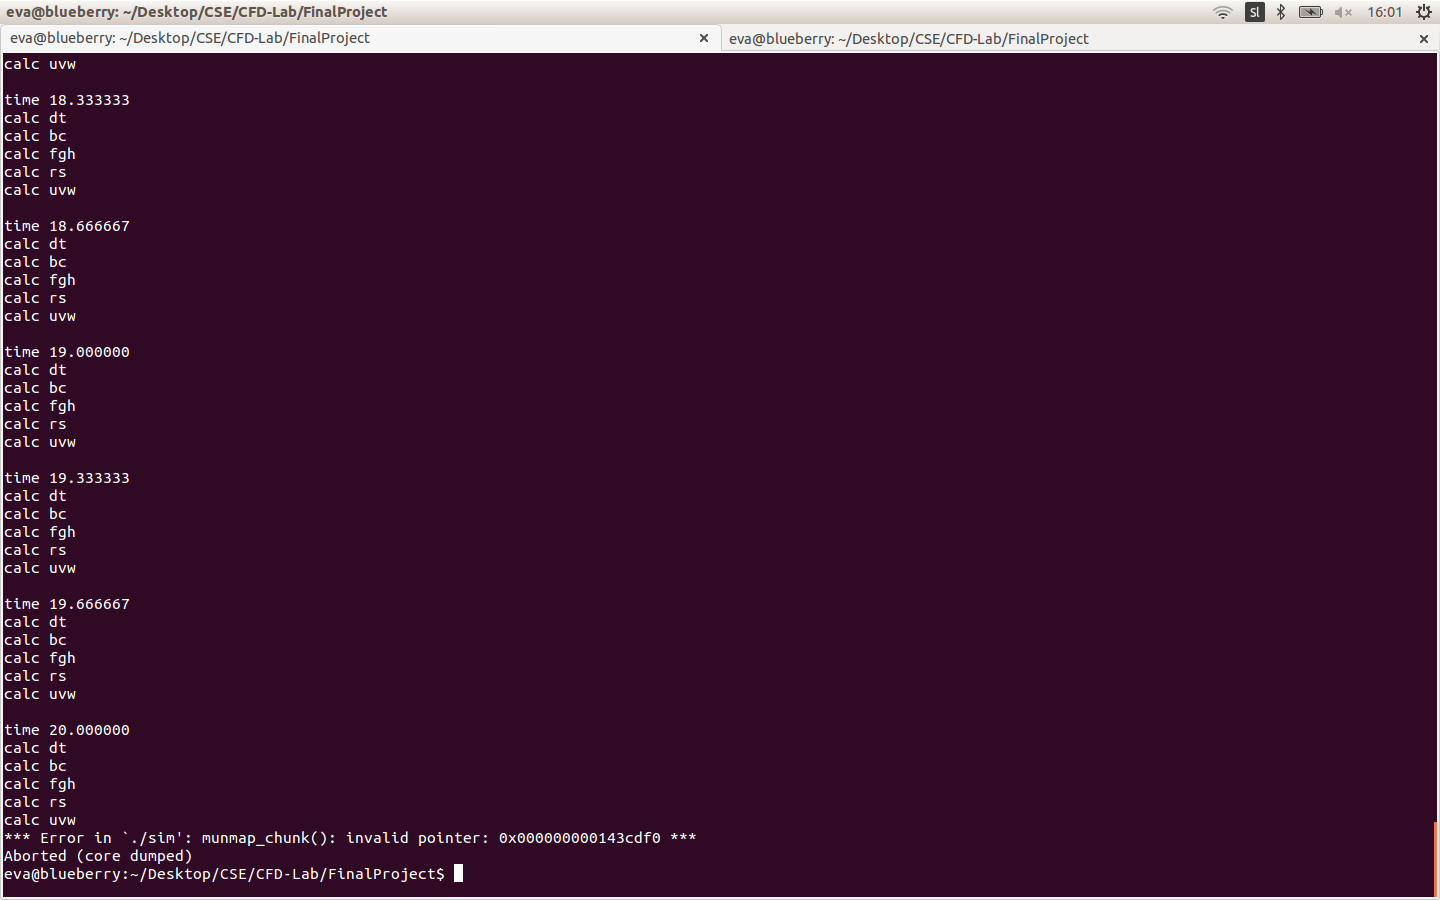 eva@blueberry: ~/Desktop/CSE/CFD-Lab/FinalProject
sl
16:01
eva@blueberry: ~/Desktop/CSE/CFD-Lab/FinalProject
eva@blueberry: ~/Desktop/CSE/CFD-Lab/FinalProject
calc uvw
time 18.333333
calc dt
calc bc
calc fgh
calc rs
calc uvw
time 18.666667
calc dt
calc bc
calc fgh
calc rs
calc uvw
time 19.000000
calc dt
calc bc
calc fgh
calc rs
calc uvw
time 19.333333
calc dt
calc bc
calc fgh
calc rs
calc uvw
time 19.666667
calc dt
calc bc
calc fgh
calc rs
calc uvw
time 20.000000
calc dt
calc bc
calc fgh
calc rs
calc uvw
*** Error in `./sim': munmap_chunk(): invalid pointer: 0x000000000143cdf0 ***
Aborted (core dumped)
eva@blueberry:~/Desktop/CSE/CFD-Lab/FinalProject$